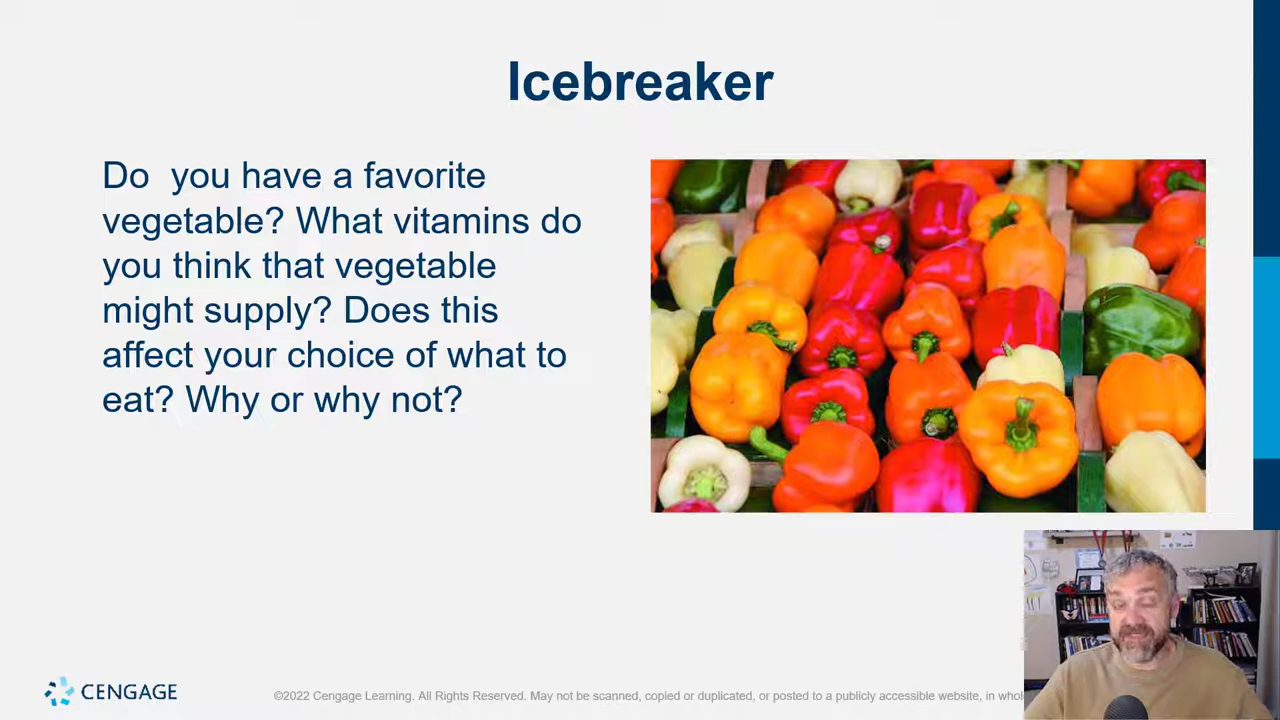 Icebreaker
Do  you have a favorite
vegetable? What vitamins do
you think that vegetable
might supply? Does this
affect your choice of what to
eat? Why or why not?
CENGAGE
©2022 Cengage Learning. All Rights Reserved. May not be scanned, copied or duplicated, or posted to a publicly accessible website, in